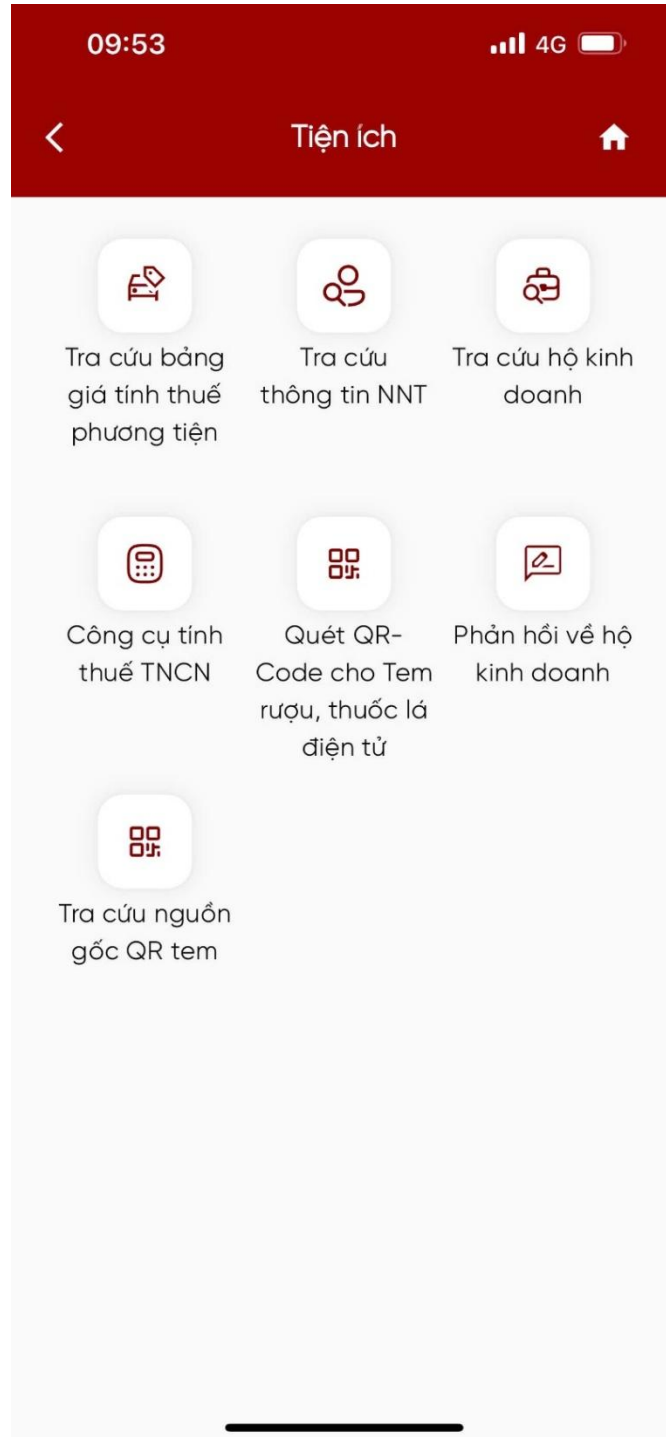 09:53
4G
Tiện ích
Tra cứu bảng
giá tính thuế
phương tiện
Tra cứu
thông tin NNT
Tra cứu hộ kinh
doanh
Công cụ tính
thuế TNCN
Quét QR-
Code cho Tem
rượu, thuốc lá
điện tử
Phản hồi về hộ
kinh doanh
Tra cứu nguồn
gốc QR tem